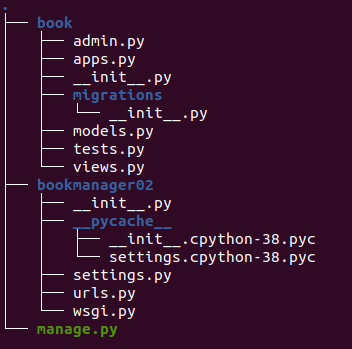 .
├── book
│   ├── admin.py
│   ├── apps.py
│   ├── __init__.py
│   ├── migrations
│   │   └── __init__.py
│   ├── models.py
│   ├── tests.py
│   └── views.py
├── bookmanager02
│   ├── __init__.py
│   ├── __pycache__
│   │   ├── __init__.cpython-38.pyc
│   │   └── settings.cpython-38.pyc
│   ├── settings.py
│   ├── urls.py
│   └── wsgi.py
└── manage.py